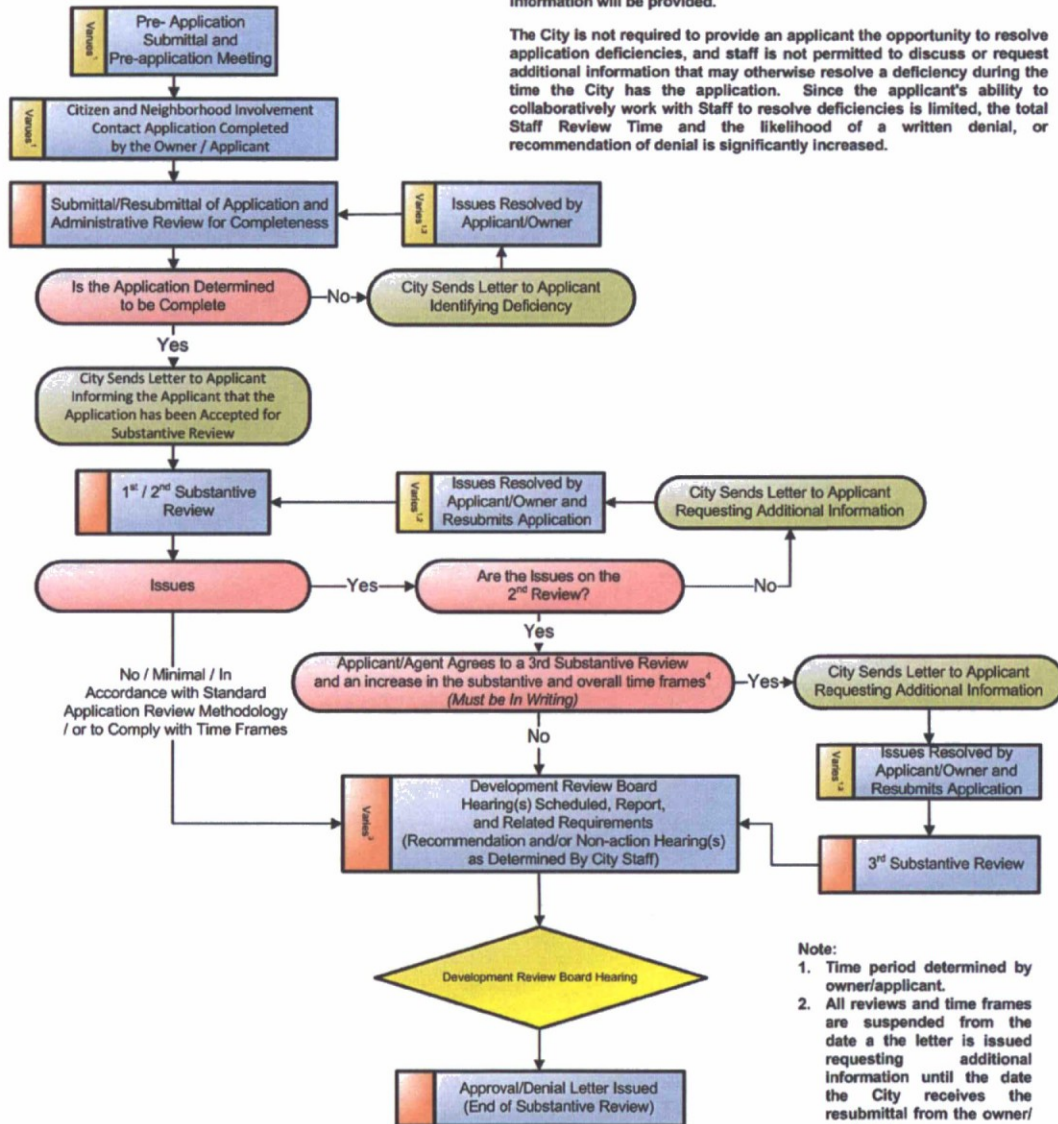 information will be provided.
The City is not required to provide an applicant the opportunity to resolve
application deficiencies, and staff is not permitted to discuss or request
additional information that may otherwise resolve a deficiency during the
time the City has the application. Since the applicant's ability to
collaboratively work with Staff to resolve deficiencies is limited, the total
Staff Review Time and the likelihood of a written denial, or
recommendation of denial is significantly increased.
Varues¹
Pre- Application
Submittal and
Pre-application Meeting
Varues¹
Citizen and Neighborhood Involvement
Contact Application Completed
by the Owner / Applicant
Submittal/Resubmittal of Application and
Administrative Review for Completeness
Varies¹,²
Issues Resolved by
Applicant/Owner
Is the Application Determined
to be Complete
No
City Sends Letter to Applicant
Identifying Deficiency
Yes
City Sends Letter to Applicant
Informing the Applicant that the
Application has been Accepted for
Substantive Review
1st / 2nd Substantive
Review
Varies¹,²
Issues Resolved by
Applicant/Owner and
Resubmits Application
City Sends Letter to Applicant
Requesting Additional Information
Issues
Yes
Are the Issues on the
2nd Review?
No
Yes
No / Minimal / In
Accordance with Standard
Application Review Methodology
/ or to Comply with Time Frames
Applicant/Agent Agrees to a 3rd Substantive Review
and an increase in the substantive and overall time frames⁴
(Must be In Writing)
Yes
City Sends Letter to Applicant
Requesting Additional Information
No
Varies¹,²
Issues Resolved by
Applicant/Owner and
Resubmits Application
Varies³
Development Review Board
Hearing(s) Scheduled, Report,
and Related Requirements
(Recommendation and/or Non-action Hearing(s)
as Determined By City Staff)
3rd Substantive Review
Development Review Board Hearing
Approval/Denial Letter Issued
(End of Substantive Review)
Note:
1. Time period determined by
owner/applicant.
2. All reviews and time frames
are suspended from the
date a the letter is issued
requesting additional
information until the date
the City receives the
resubmittal from the owner/